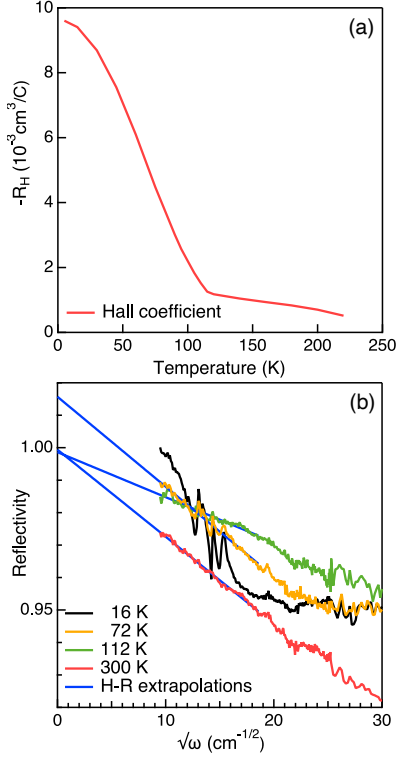 (a)
10
8
6
4
2
0
-R_H (10^-3 cm^3/C)
Hall coefficient
0 50 100 150 200 250
Temperature (K)
(b)
1.00
0.95
Reflectivity
16 K
72 K
112 K
300 K
H-R extrapolations
0 10 20 30
√ω (cm^-1/2)